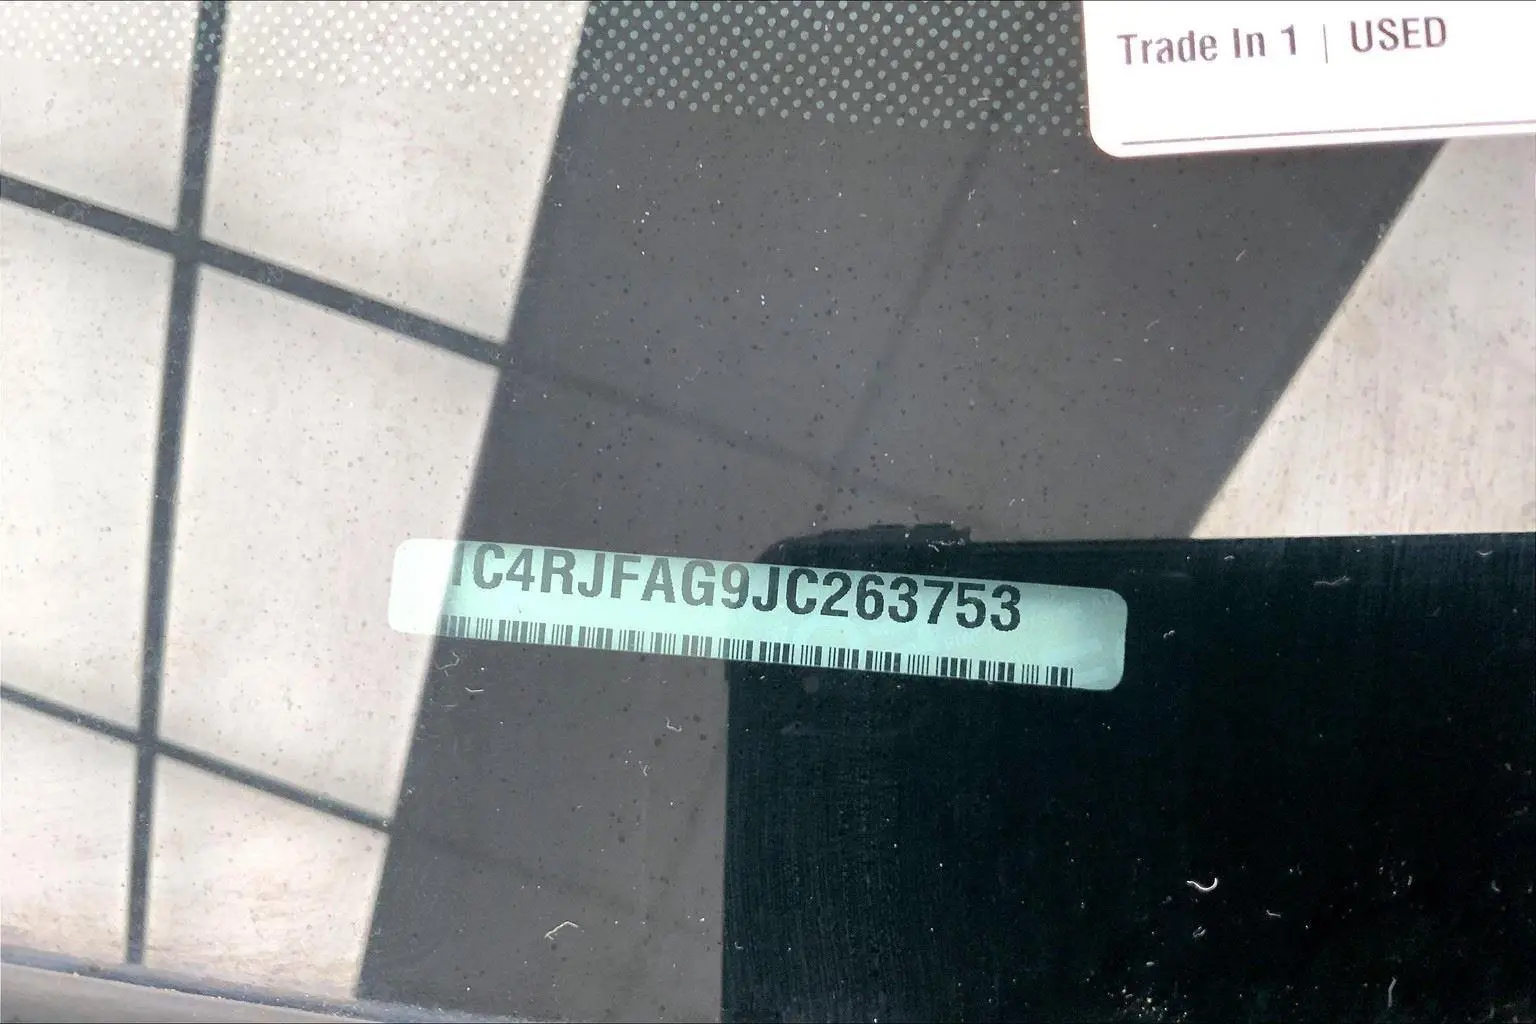 Trade In 1 | USED
1C4RJFAG9JC263753